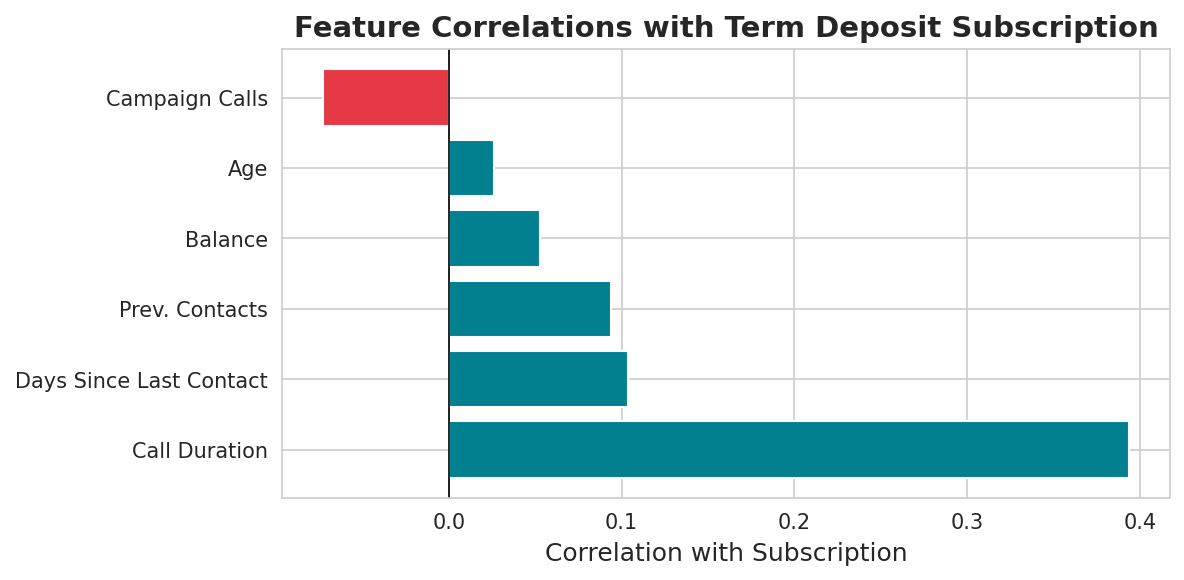 Feature Correlations with Term Deposit Subscription
Campaign Calls
Age
Balance
Prev. Contacts
Days Since Last Contact
Call Duration
0.0 0.1 0.2 0.3 0.4
Correlation with Subscription